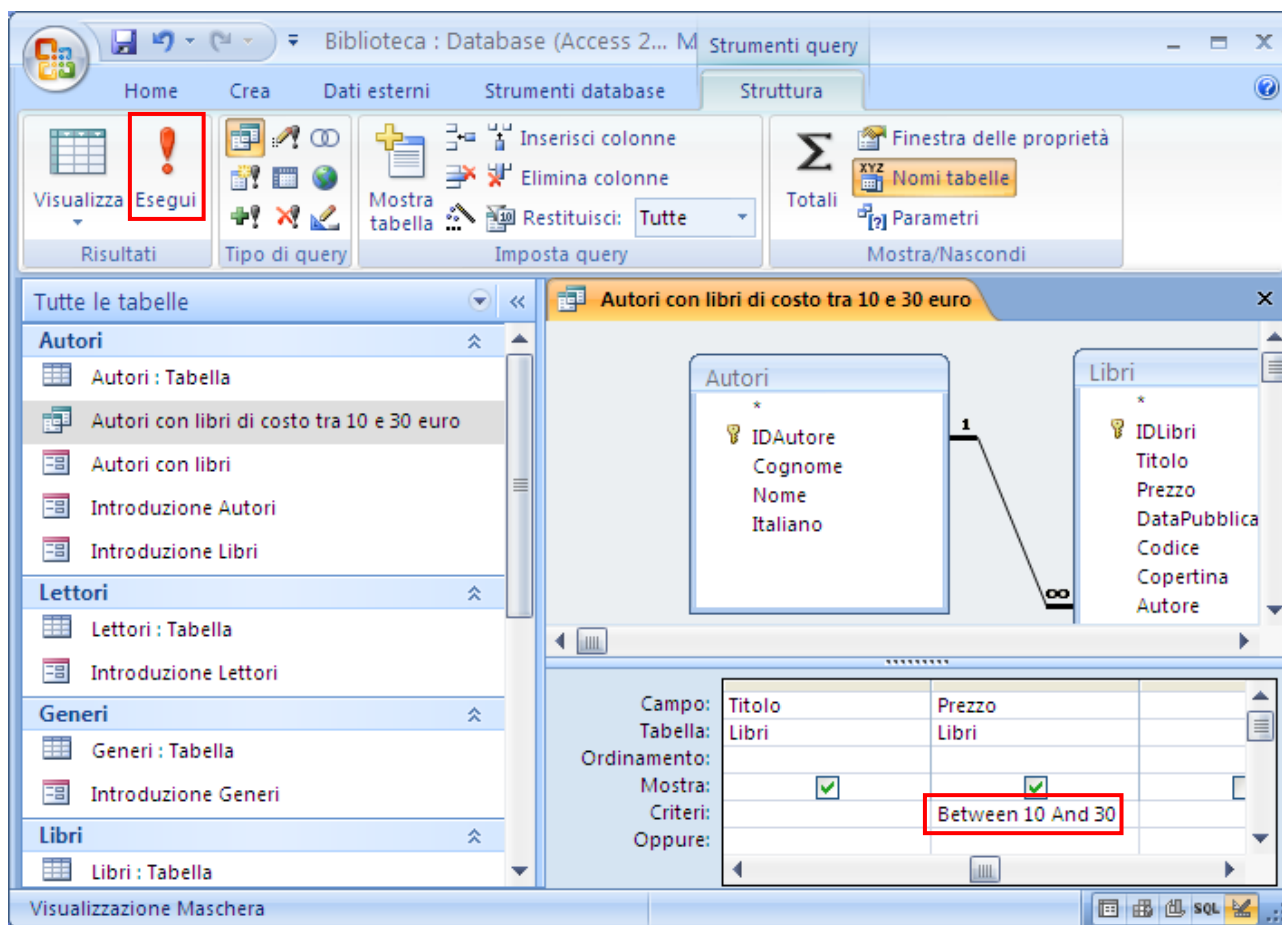 Biblioteca : Database (Access 2... M
Strumenti query
Home Crea Dati esterni Strumenti database Struttura
Visualizza
Esegui
Risultati
Tipo di query
Mostra
tabella
Inserisci colonne
Elimina colonne
Restituisci: Tutte
Imposta query
Σ
Totali
Finestra delle proprietà
XYZ Nomi tabelle
[?] Parametri
Mostra/Nascondi
Tutte le tabelle
Autori
Autori : Tabella
Autori con libri di costo tra 10 e 30 euro
Autori con libri
Introduzione Autori
Introduzione Libri
Lettori
Lettori : Tabella
Introduzione Lettori
Generi
Generi : Tabella
Introduzione Generi
Libri
Libri : Tabella
Autori con libri di costo tra 10 e 30 euro
Autori
*
IDAutore
Cognome
Nome
Italiano
1
∞
Libri
*
IDLibri
Titolo
Prezzo
DataPubblica
Codice
Copertina
Autore
Campo: Titolo Prezzo
Tabella: Libri Libri
Ordinamento:
Mostra:
Criteri: Between 10 And 30
Oppure:
Visualizzazione Maschera
SQL